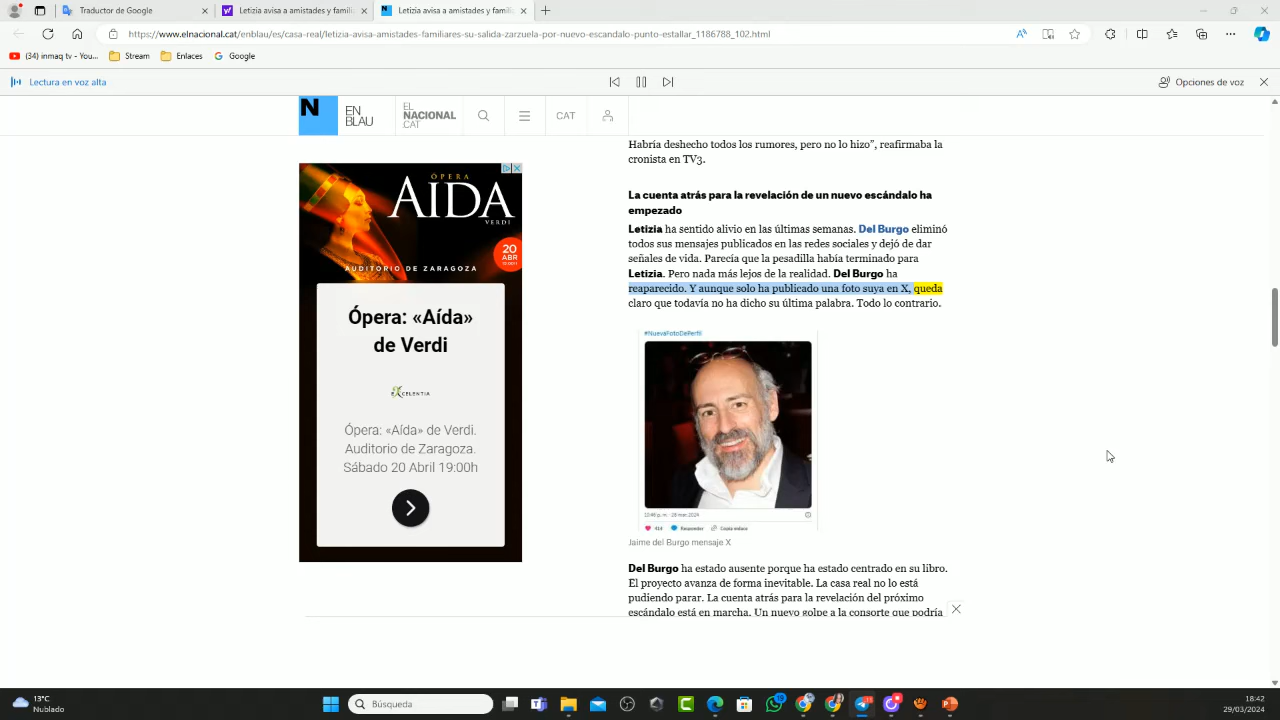 Traductor de Google
Letizia avisa a amistades y famili
Letizia avisa a amistades y famili
https://www.elnacional.cat/enblau/es/casa-real/letizia-avisa-amistades-familiares-su-salida-zarzuela-por-nuevo-escandalo-punto-estallar_1186788_102.html
(34) inmaq tv - You...
Stream
Enlaces
Google
Lectura en voz alta
Opciones de voz
N
EN
BLAU
EL
NACIONAL
.CAT
CAT
Habría deshecho todos los rumores, pero no lo hizo”, reafirmaba la
cronista en TV3.
La cuenta atrás para la revelación de un nuevo escándalo ha
empezado
Letizia ha sentido alivio en las últimas semanas. Del Burgo eliminó
todos sus mensajes publicados en las redes sociales y dejó de dar
señales de vida. Parecía que la pesadilla había terminado para
Letizia. Pero nada más lejos de la realidad. Del Burgo ha
reaparecido. Y aunque solo ha publicado una foto suya en X, queda
claro que todavía no ha dicho su última palabra. Todo lo contrario.
#NuevaFotoDePerfil
28 mar. 2024
Responder
Copia enlace
Jaime del Burgo mensaje X
Del Burgo ha estado ausente porque ha estado centrado en su libro.
El proyecto avanza de forma inevitable. La casa real no lo está
pudiendo parar. La cuenta atrás para la revelación del próximo
escándalo está en marcha. Un nuevo golpe a la consorte que podría
ÓPERA
AIDA
VERDI
20
ABR
AUDITORIO DE ZARAGOZA
Ópera: «Aída»
de Verdi
EXCELENTIA
Ópera: «Aída» de Verdi.
Auditorio de Zaragoza.
Sábado 20 Abril 19:00h
13°C
Nublado
Búsqueda
18:42
29/03/2024